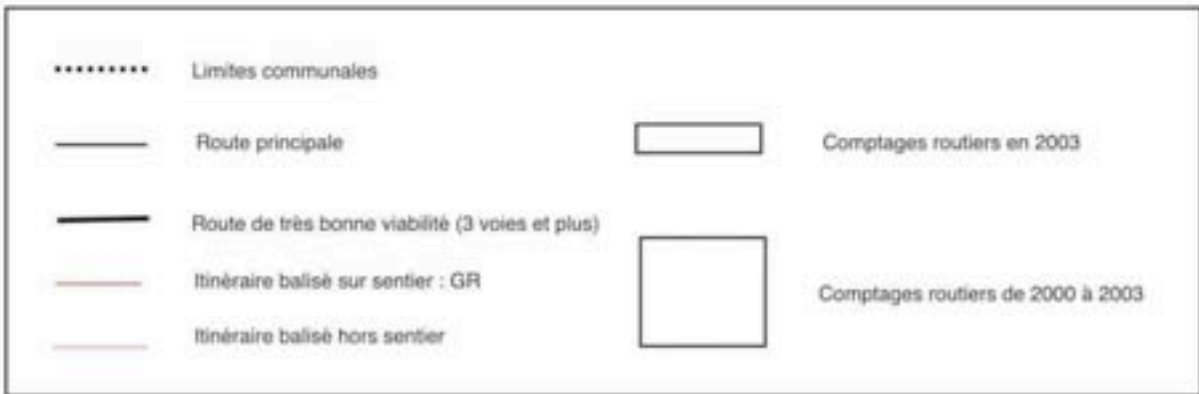 Limites communales
Route principale
Route de très bonne viabilité (3 voies et plus)
Itinéraire balisé sur sentier : GR
Itinéraire balisé hors sentier
Comptages routiers en 2003
Comptages routiers de 2000 à 2003